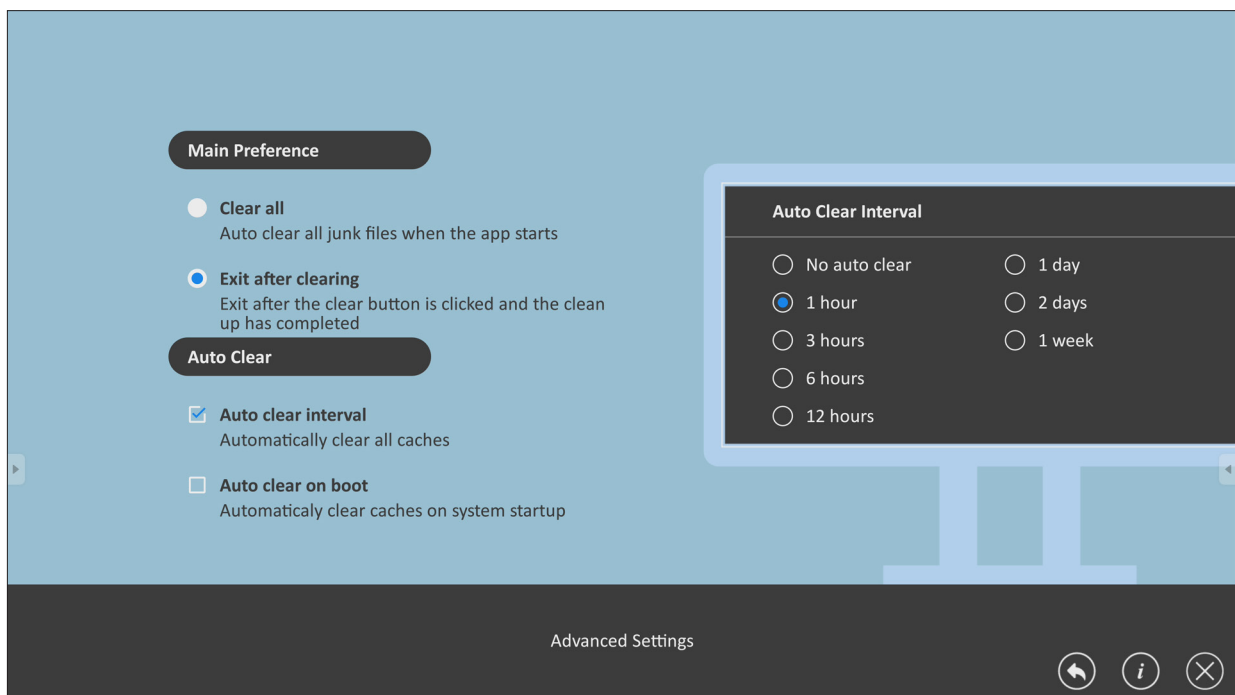 Main Preference
Clear all
Auto clear all junk files when the app starts
Exit after clearing
Exit after the clear button is clicked and the clean
up has completed
Auto Clear
Auto clear interval
Automatically clear all caches
Auto clear on boot
Automaticaly clear caches on system startup
Auto Clear Interval
No auto clear
1 hour
3 hours
6 hours
12 hours
1 day
2 days
1 week
Advanced Settings
i